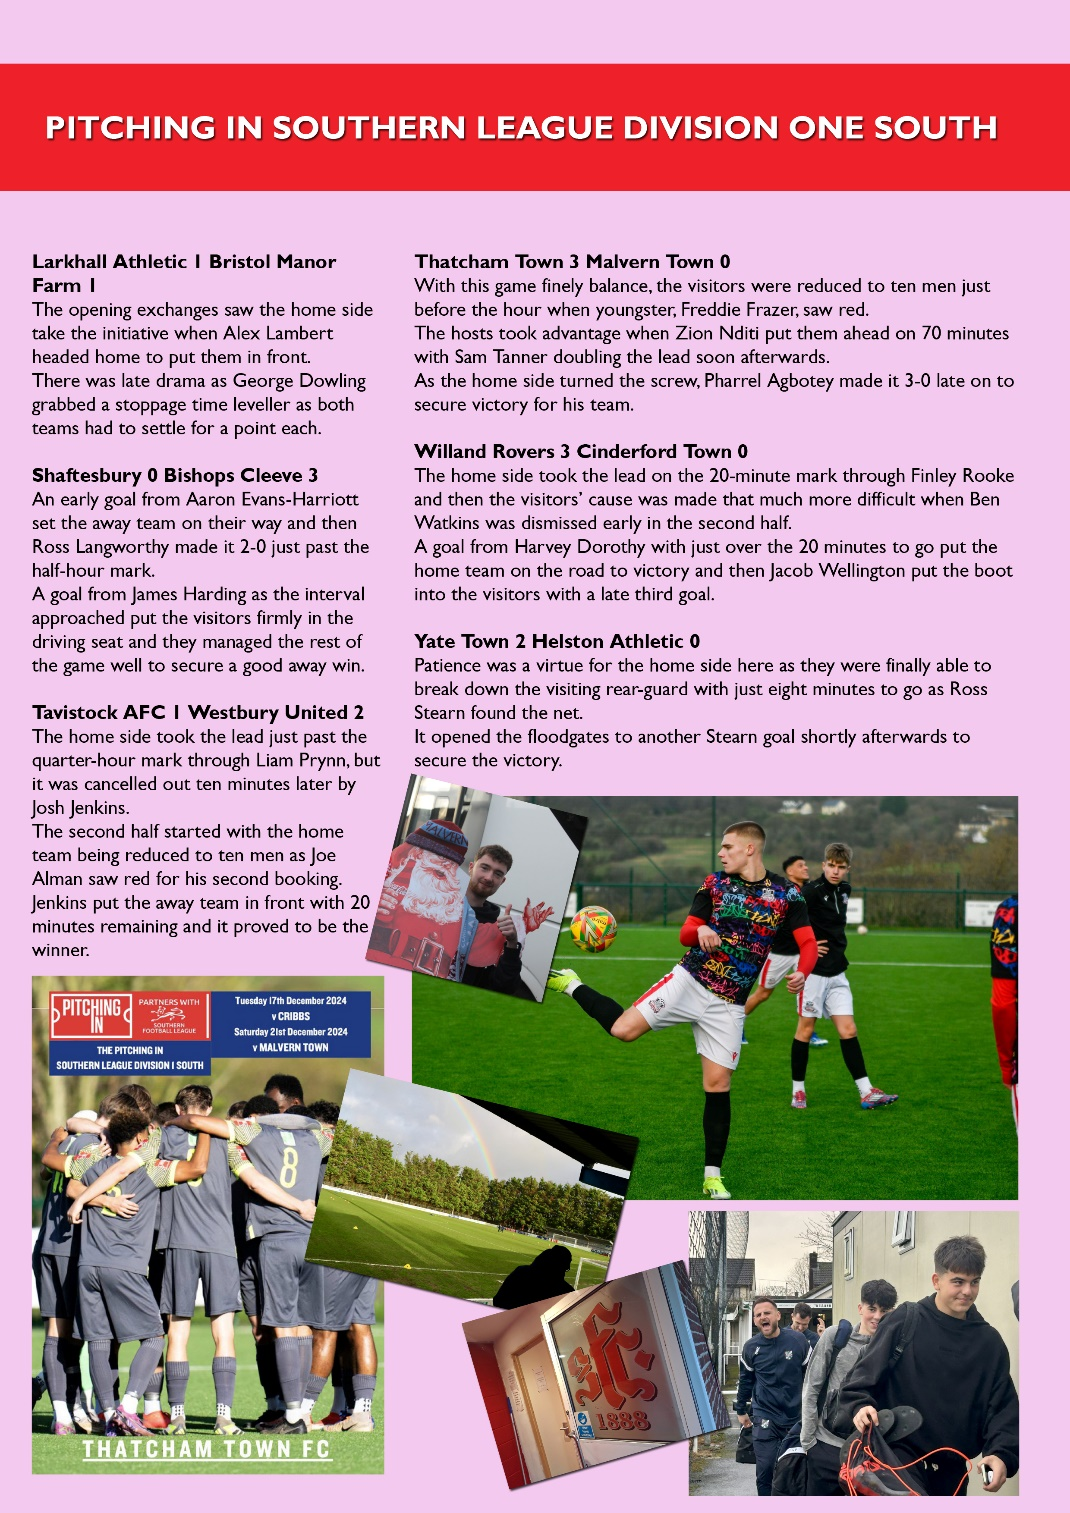 PITCHING IN SOUTHERN LEAGUE DIVISION ONE SOUTH
Larkhall Athletic 1 Bristol Manor
Farm 1
The opening exchanges saw the home side
take the initiative when Alex Lambert
headed home to put them in front.
There was late drama as George Dowling
grabbed a stoppage time leveller as both
teams had to settle for a point each.
Shaftesbury 0 Bishops Cleeve 3
An early goal from Aaron Evans-Harriott
set the away team on their way and then
Ross Langworthy made it 2-0 just past the
half-hour mark.
A goal from James Harding as the interval
approached put the visitors firmly in the
driving seat and they managed the rest of
the game well to secure a good away win.
Tavistock AFC 1 Westbury United 2
The home side took the lead just past the
quarter-hour mark through Liam Prynn, but
it was cancelled out ten minutes later by
Josh Jenkins.
The second half started with the home
team being reduced to ten men as Joe
Alman saw red for his second booking.
Jenkins put the away team in front with 20
minutes remaining and it proved to be the
winner.
Thatcham Town 3 Malvern Town 0
With this game finely balance, the visitors were reduced to ten men just
before the hour when youngster, Freddie Frazer, saw red.
The hosts took advantage when Zion Nditi put them ahead on 70 minutes
with Sam Tanner doubling the lead soon afterwards.
As the home side turned the screw, Pharrel Agbotey made it 3-0 late on to
secure victory for his team.
Willand Rovers 3 Cinderford Town 0
The home side took the lead on the 20-minute mark through Finley Rooke
and then the visitors' cause was made that much more difficult when Ben
Watkins was dismissed early in the second half.
A goal from Harvey Dorothy with just over the 20 minutes to go put the
home team on the road to victory and then Jacob Wellington put the boot
into the visitors with a late third goal.
Yate Town 2 Helston Athletic 0
Patience was a virtue for the home side here as they were finally able to
break down the visiting rear-guard with just eight minutes to go as Ross
Stearn found the net.
It opened the floodgates to another Stearn goal shortly afterwards to
secure the victory.
MALVERN
PITCHING
IN
PARTNERS WITH
SOUTHERN
FOOTBALL LEAGUE
THE PITCHING IN
SOUTHERN LEAGUE DIVISION 1 SOUTH
Tuesday 17th December 2024
v CRIBBS
Saturday 21st December 2024
v MALVERN TOWN
8
THATCHAM TOWN FC
1888